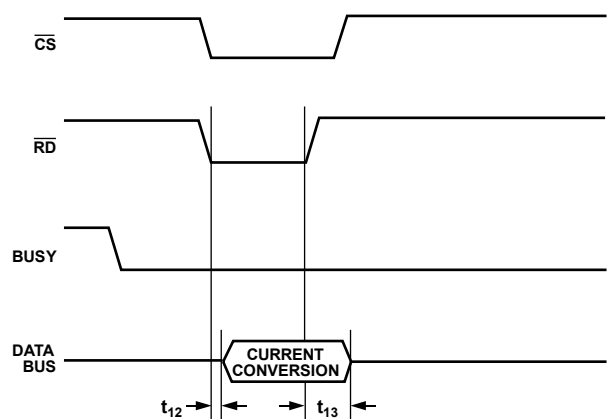 CS
RD
BUSY
DATA
BUS
CURRENT
CONVERSION
t12
t13